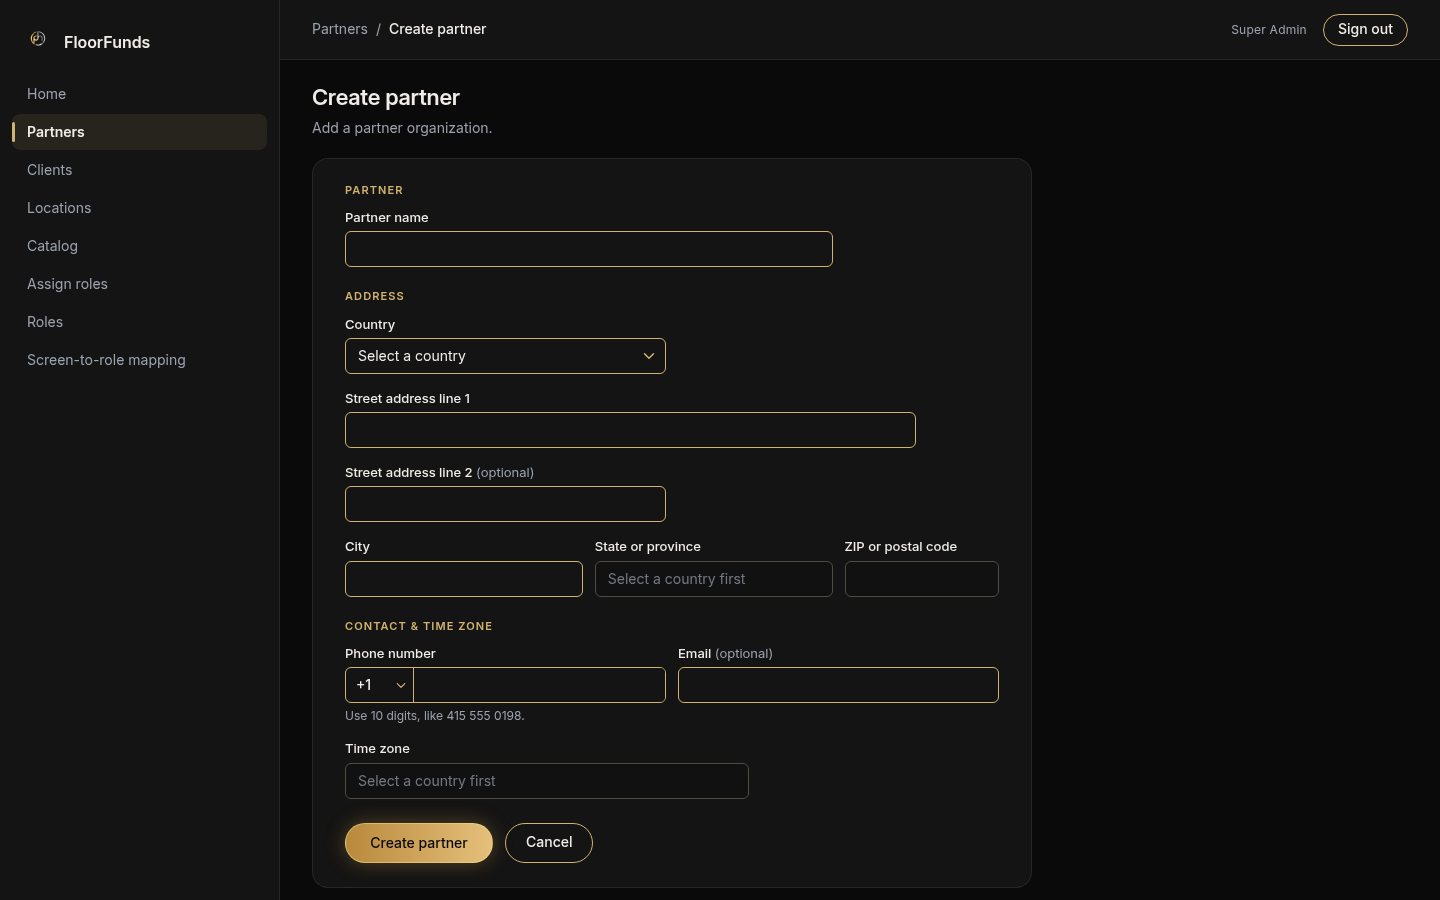 FloorFunds
Home
Partners
Clients
Locations
Catalog
Assign roles
Roles
Screen-to-role mapping
Partners / Create partner
Super Admin
Sign out
Create partner
Add a partner organization.
PARTNER
Partner name
ADDRESS
Country
Select a country
Street address line 1
Street address line 2 (optional)
City State or province ZIP or postal code
Select a country first
CONTACT & TIME ZONE
Phone number Email (optional)
+1
Use 10 digits, like 415 555 0198.
Time zone
Select a country first
Create partner Cancel